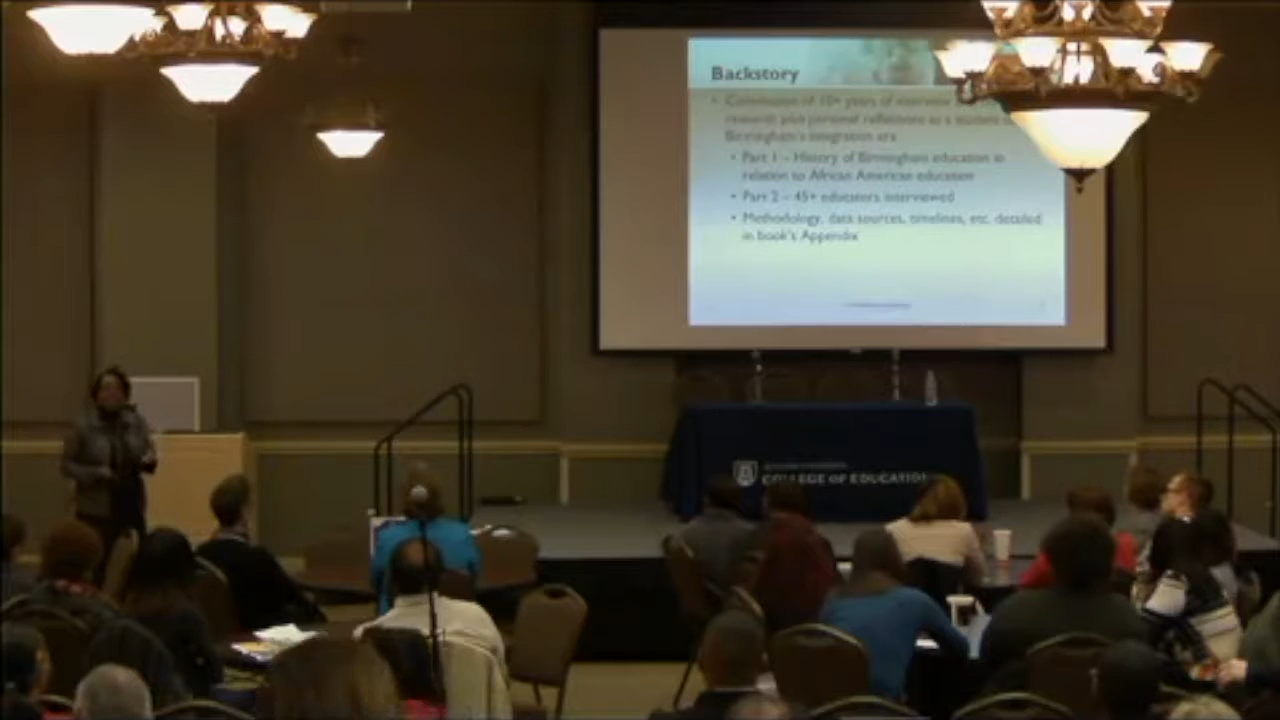 Backstory
• Culmination of 10+ years of interview
research plus personal reflections as a student
Birmingham's integration era
• Part 1 – History of Birmingham education in
relation to African American education
• Part 2 – 45+ educators interviewed
• Methodology, data sources, timelines, etc. detailed
in book's Appendix
COLLEGE OF EDUCATION